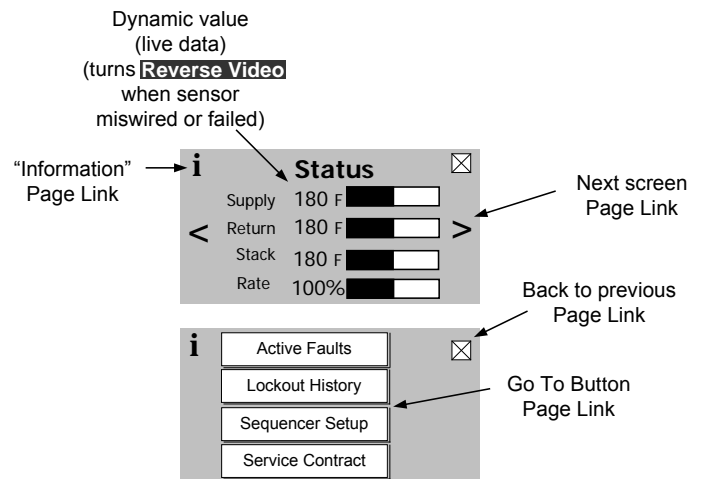 Dynamic value
(live data)
(turns Reverse Video
when sensor
miswired or failed)
“Information”
Page Link
i
Status
Supply 180 F
Return 180 F
Stack 180 F
Rate 100%
<
>
Next screen
Page Link
Back to previous
Page Link
i
Active Faults
Lockout History
Sequencer Setup
Service Contract
Go To Button
Page Link